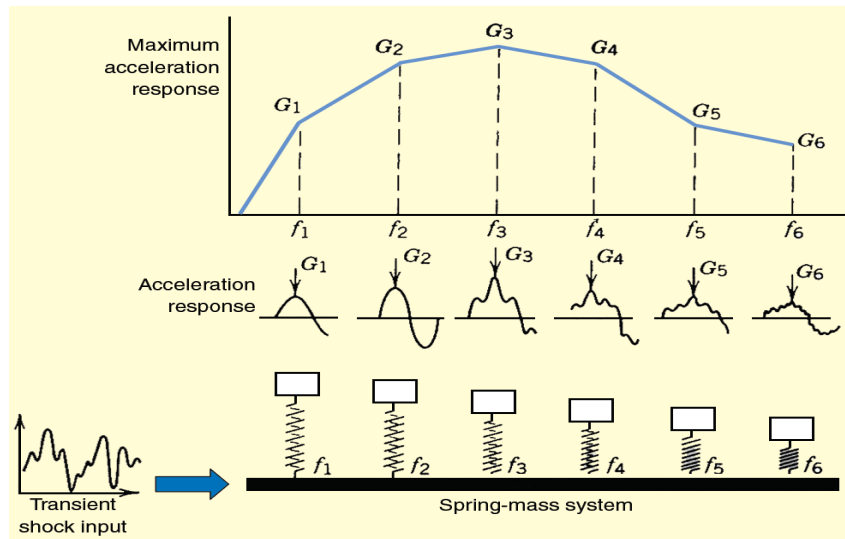 Maximum
acceleration
response
G1
G2
G3
G4
G5
G6
f1 f2 f3 f4 f5 f6
Acceleration
response
G1 G2 G3 G4 G5 G6
f1 f2 f3 f4 f5 f6
Transient
shock input
Spring-mass system